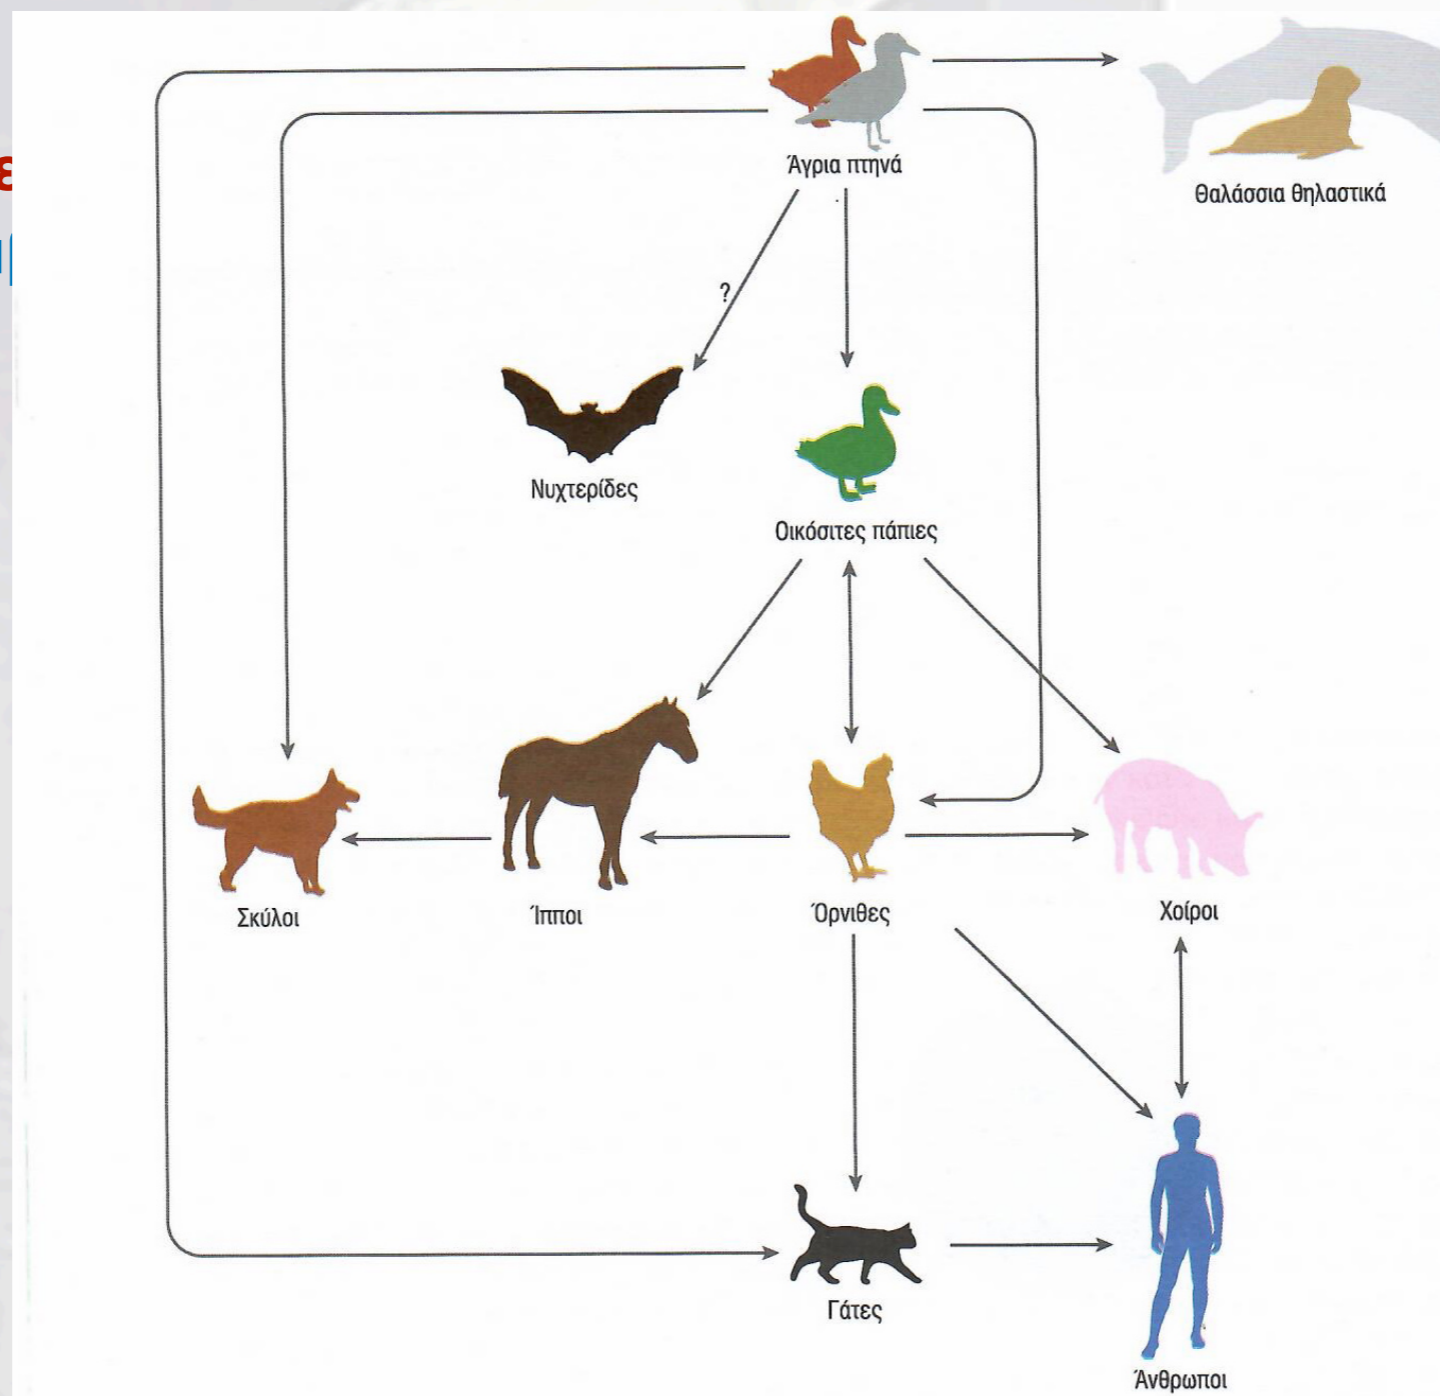 Άγρια πτηνά
Θαλάσσια θηλαστικά
?
Νυχτερίδες
Οικόσιτες πάπιες
Σκύλοι
Ίπποι
Όρνιθες
Χοίροι
Γάτες
Άνθρωποι